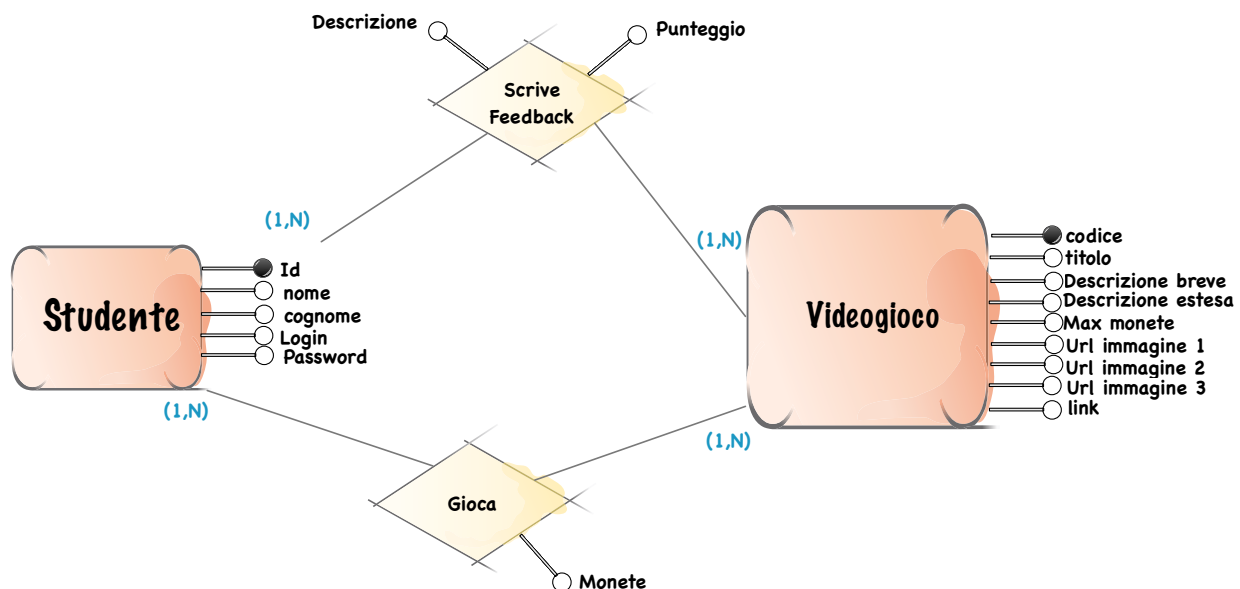 Descrizione
Punteggio
Scrive
Feedback
(1,N)
(1,N)
Studente
Id
nome
cognome
Login
Password
Videogioco
codice
titolo
Descrizione breve
Descrizione estesa
Max monete
Url immagine 1
Url immagine 2
Url immagine 3
link
(1,N)
(1,N)
Gioca
Monete